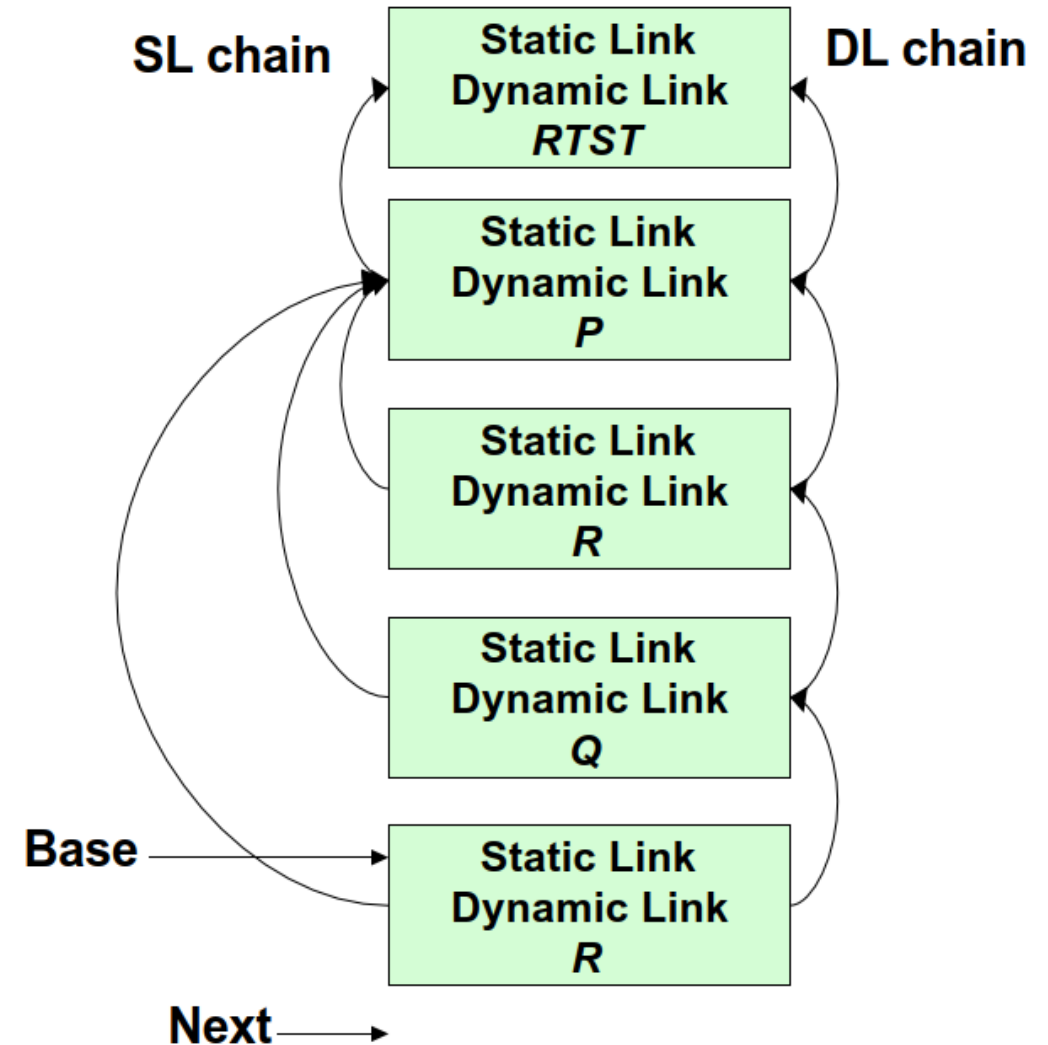 SL chain
DL chain
Static Link
Dynamic Link
RTST
Static Link
Dynamic Link
P
Static Link
Dynamic Link
R
Static Link
Dynamic Link
Q
Base
Static Link
Dynamic Link
R
Next